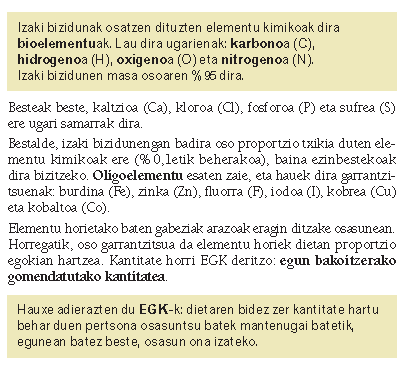 Izaki bizidunak osatzen dituzten elementu kimikoak dira
bioelementuak. Lau dira ugarienak: karbonoa (C),
hidrogenoa (H), oxigenoa (O) eta nitrogenoa (N).
Izaki bizidunen masa osoaren %95 dira.
Besteak beste, kaltzioa (Ca), kloroa (Cl), fosforoa (P) eta sufrea (S)
ere ugari samarrak dira.
Bestalde, izaki bizidunengan badira oso proportzio txikia duten ele-
mentu kimikoak ere (%0,1etik beherakoa), baina ezinbestekoak
dira bizitzeko. Oligoelementu esaten zaie, eta hauek dira garrantzi-
tsuenak: burdina (Fe), zinka (Zn), fluorra (F), iodoa (I), kobrea (Cu)
eta kobaltoa (Co).
Elementu horietako baten gabeziak arazoak eragin ditzake osasunean.
Horregatik, oso garrantzitsua da elementu horiek dietan proportzio
egokian hartzea. Kantitate horri EGK deritzo: egun bakoitzerako
gomendatutako kantitatea.
Hauxe adierazten du EGK-k: dietaren bidez zer kantitate hartu
behar duen pertsona osasuntsu batek mantenugai batetik,
egunean batez beste, osasun ona izateko.